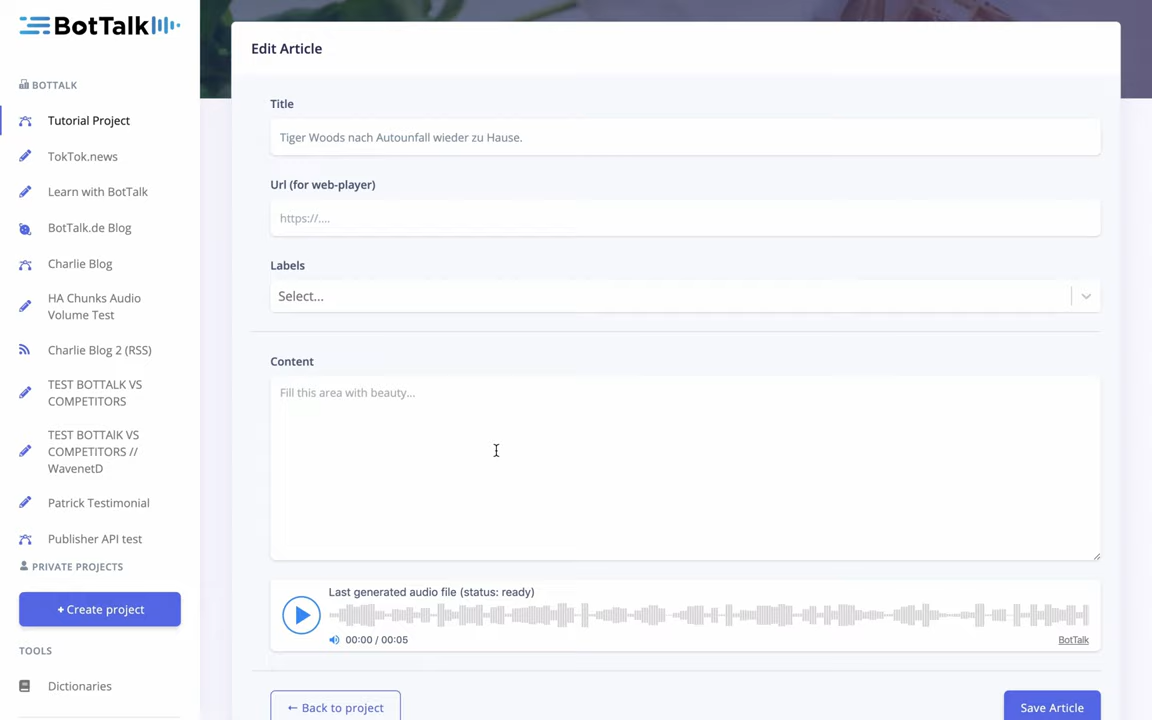 BotTalk
BOTTALK
Tutorial Project
TokTok.news
Learn with BotTalk
BotTalk.de Blog
Charlie Blog
HA Chunks Audio
Volume Test
Charlie Blog 2 (RSS)
TEST BOTTALK VS
COMPETITORS
TEST BOTTAlK VS
COMPETITORS //
WavenetD
Patrick Testimonial
Publisher API test
PRIVATE PROJECTS
+ Create project
TOOLS
Dictionaries
Edit Article
Title
Tiger Woods nach Autounfall wieder zu Hause.
Url (for web-player)
https://....
Labels
Select...
Content
Fill this area with beauty...
Last generated audio file (status: ready)
00:00 / 00:05
BotTalk
← Back to project
Save Article